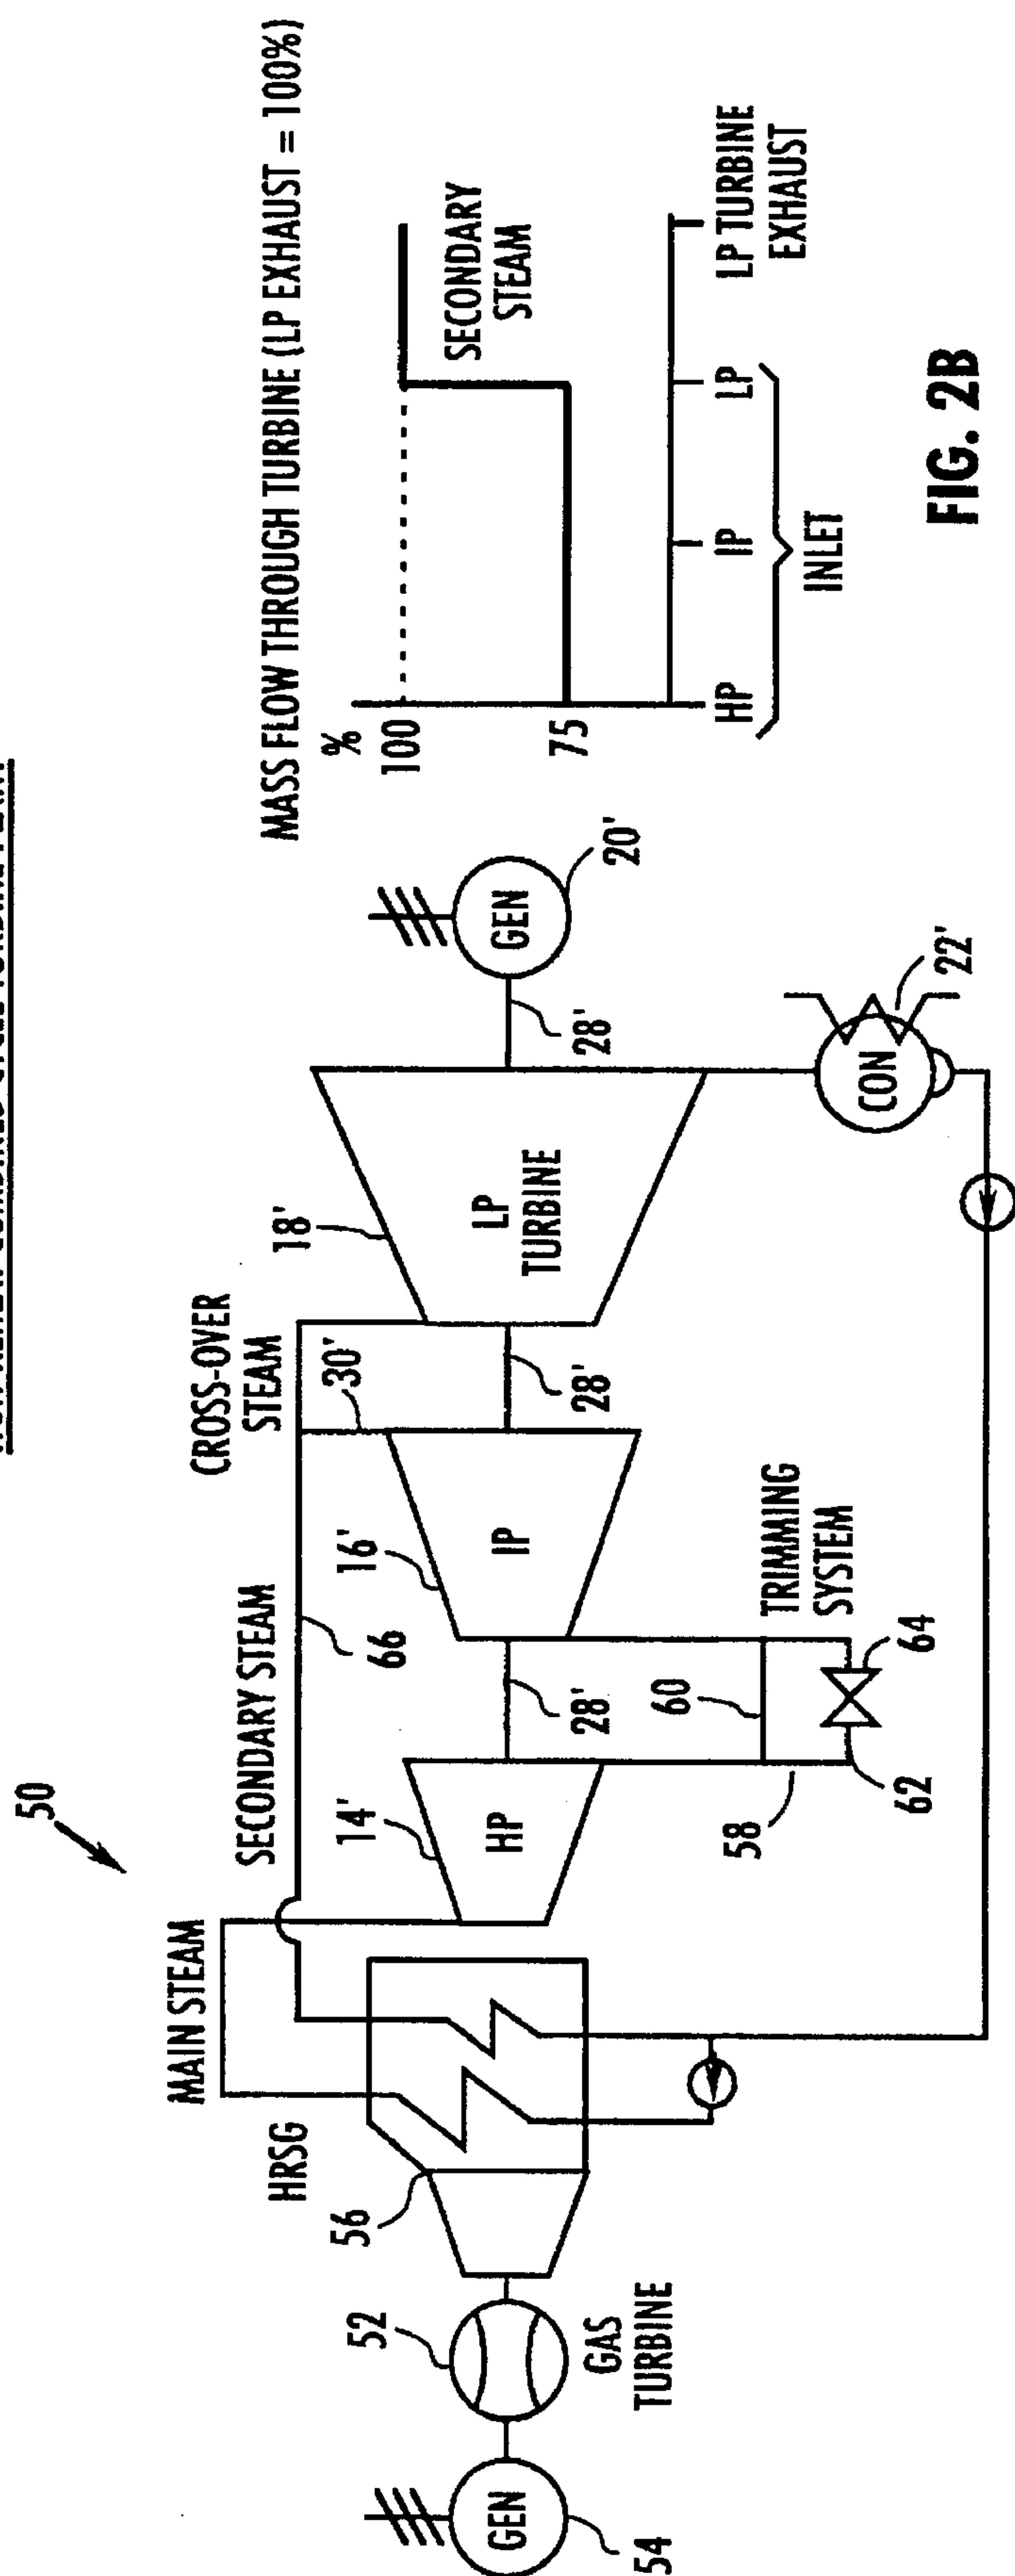 50
MAIN STEAM
SECONDARY STEAM
CROSS-OVER
STEAM
HRSG
56
52
GAS
TURBINE
GEN
54
14'
HP
66
16'
IP
30'
18'
LP
TURBINE
28'
28'
28'
GEN
20'
58
60
62
64
TRIMMING
SYSTEM
CON
22'
MASS FLOW THROUGH TURBINE (LP EXHAUST = 100%)
%
100
75
SECONDARY
STEAM
HP
IP
LP
LP TURBINE
EXHAUST
INLET
FIG. 2B